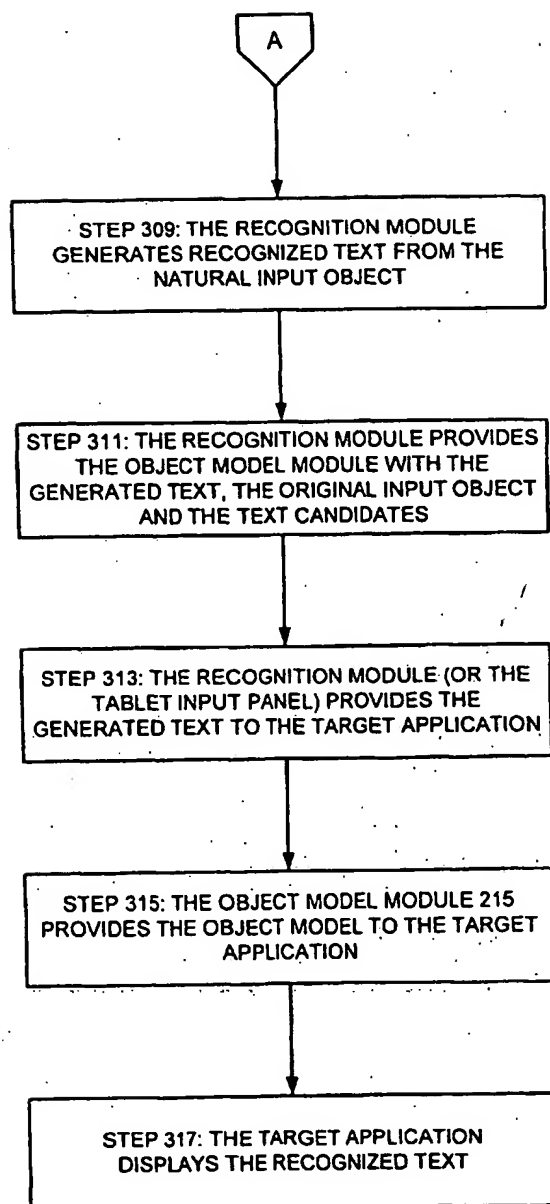 A
STEP 309: THE RECOGNITION MODULE
GENERATES RECOGNIZED TEXT FROM THE
NATURAL INPUT OBJECT
STEP 311: THE RECOGNITION MODULE PROVIDES
THE OBJECT MODEL MODULE WITH THE
GENERATED TEXT, THE ORIGINAL INPUT OBJECT
AND THE TEXT CANDIDATES
STEP 313: THE RECOGNITION MODULE (OR THE
TABLET INPUT PANEL) PROVIDES THE
GENERATED TEXT TO THE TARGET APPLICATION
STEP 315: THE OBJECT MODEL MODULE 215
PROVIDES THE OBJECT MODEL TO THE TARGET
APPLICATION
STEP 317: THE TARGET APPLICATION
DISPLAYS THE RECOGNIZED TEXT